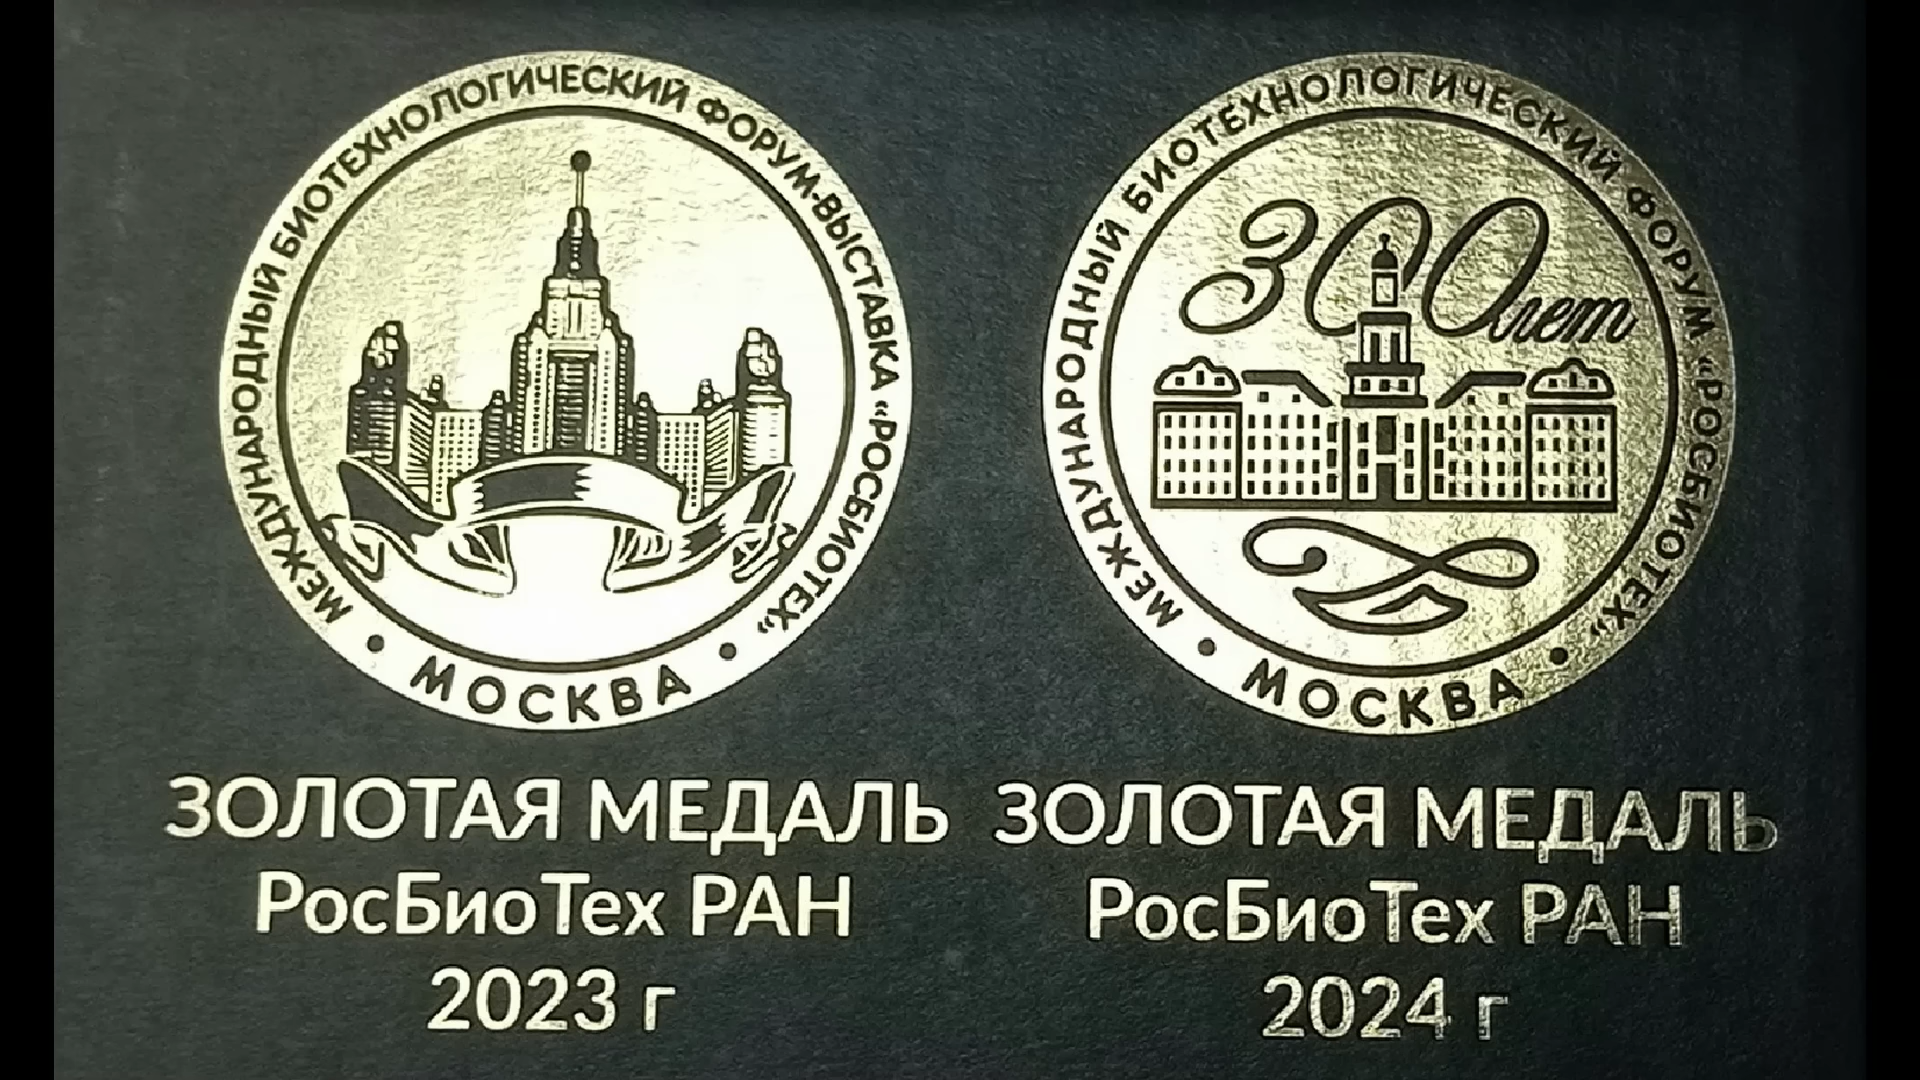 МЕЖДУНАРОДНЫЙ БИОТЕХНОЛОГИЧЕСКИЙ ФОРУМ-ВЫСТАВКА "РОСБИОТЕХ"
• МОСКВА •
ЗОЛОТАЯ МЕДАЛЬ
РосБиоТех РАН
2023 г
МЕЖДУНАРОДНЫЙ БИОТЕХНОЛОГИЧЕСКИЙ ФОРУМ "РОСБИОТЕХ"
300 лет
• МОСКВА •
ЗОЛОТАЯ МЕДАЛЬ
РосБиоТех РАН
2024 г